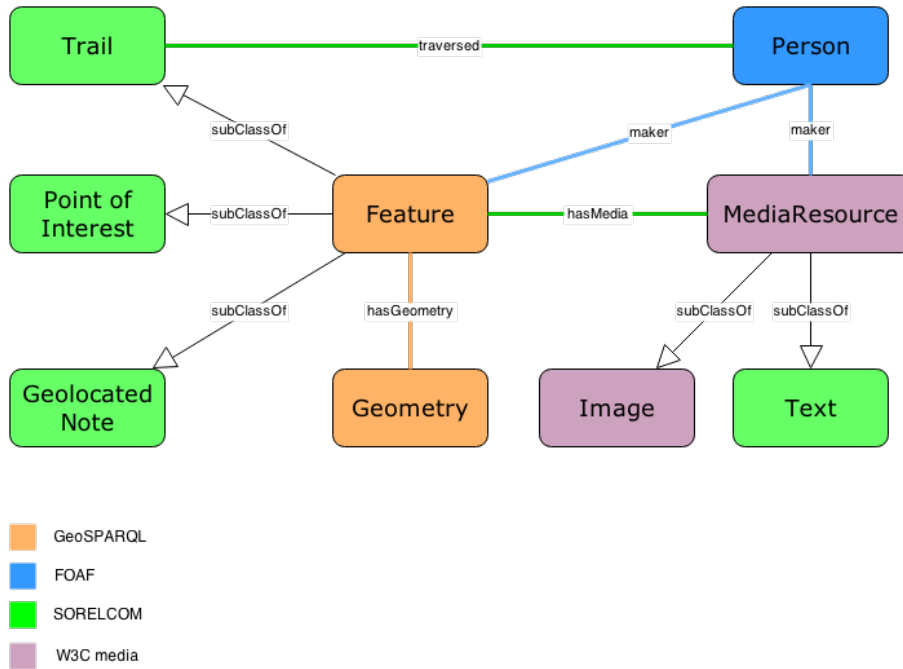 Trail
traversed
Person
subClassOf
maker
maker
Point of
Interest
subClassOf
Feature
hasMedia
MediaResource
subClassOf
hasGeometry
subClassOf
subClassOf
Geolocated
Note
Geometry
Image
Text
GeoSPARQL
FOAF
SORELCOM
W3C media